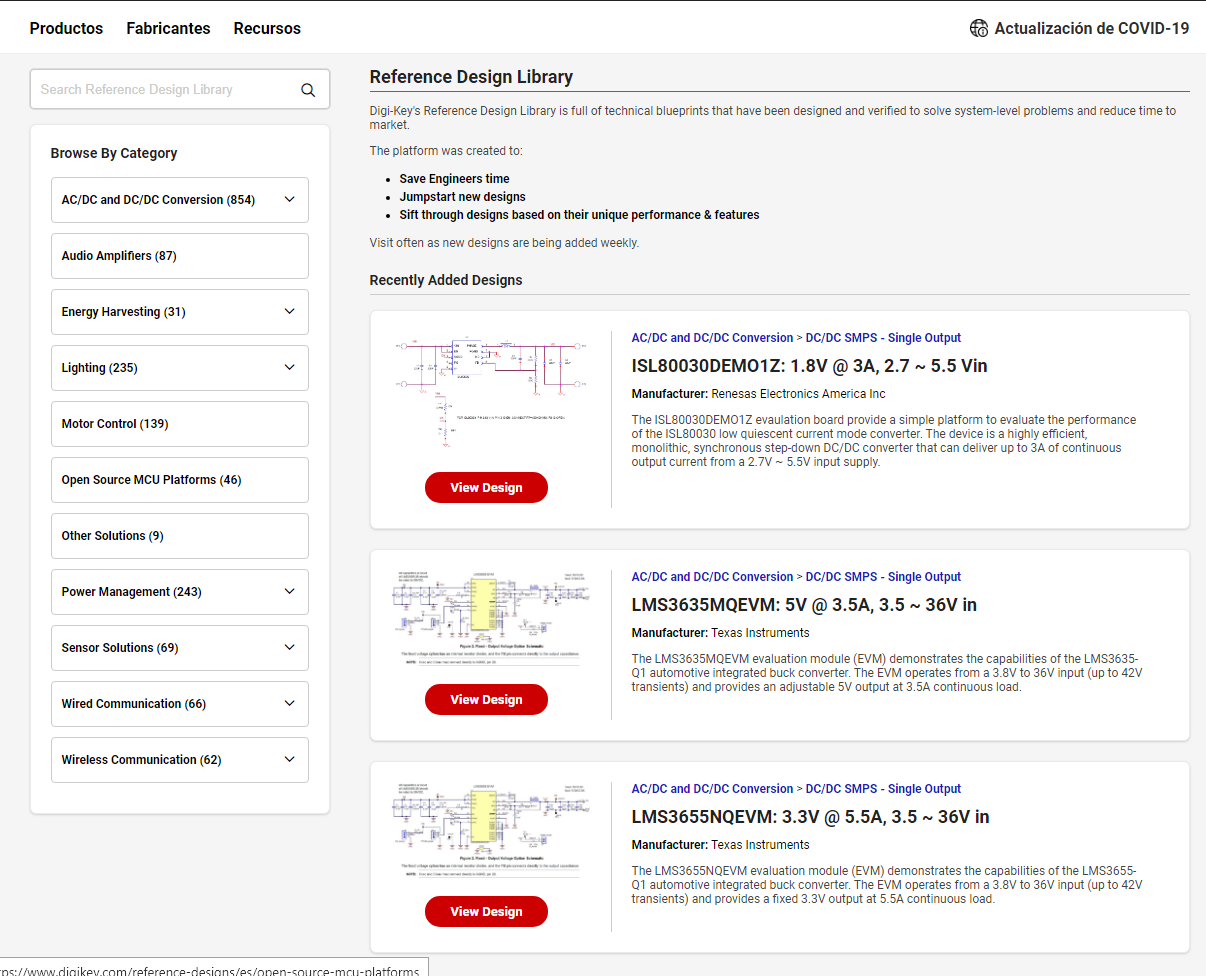 Productos Fabricantes Recursos
Actualización de COVID-19
Search Reference Design Library
Browse By Category
AC/DC and DC/DC Conversion (854)
Audio Amplifiers (87)
Energy Harvesting (31)
Lighting (235)
Motor Control (139)
Open Source MCU Platforms (46)
Other Solutions (9)
Power Management (243)
Sensor Solutions (69)
Wired Communication (66)
Wireless Communication (62)
Reference Design Library
Digi-Key's Reference Design Library is full of technical blueprints that have been designed and verified to solve system-level problems and reduce time to
market.
The platform was created to:
Save Engineers time
Jumpstart new designs
Sift through designs based on their unique performance & features
Visit often as new designs are being added weekly.
Recently Added Designs
AC/DC and DC/DC Conversion > DC/DC SMPS - Single Output
ISL80030DEMO1Z: 1.8V @ 3A, 2.7 ~ 5.5 Vin
Manufacturer: Renesas Electronics America Inc
The ISL80030DEMO1Z evaulation board provide a simple platform to evaluate the performance
of the ISL80030 low quiescent current mode converter. The device is a highly efficient,
monolithic, synchronous step-down DC/DC converter that can deliver up to 3A of continuous
output current from a 2.7V ~ 5.5V input supply.
View Design
AC/DC and DC/DC Conversion > DC/DC SMPS - Single Output
LMS3635MQEVM: 5V @ 3.5A, 3.5 ~ 36V in
Manufacturer: Texas Instruments
The LMS3635MQEVM evaluation module (EVM) demonstrates the capabilities of the LMS3635-
Q1 automotive integrated buck converter. The EVM operates from a 3.8V to 36V input (up to 42V
transients) and provides an adjustable 5V output at 3.5A continuous load.
View Design
AC/DC and DC/DC Conversion > DC/DC SMPS - Single Output
LMS3655NQEVM: 3.3V @ 5.5A, 3.5 ~ 36V in
Manufacturer: Texas Instruments
The LMS3655NQEVM evaluation module (EVM) demonstrates the capabilities of the LMS3655-
Q1 automotive integrated buck converter. The EVM operates from a 3.8V to 36V input (up to 42V
transients) and provides a fixed 3.3V output at 5.5A continuous load.
View Design
ps://www.digikey.com/reference-designs/es/open-source-mcu-platforms